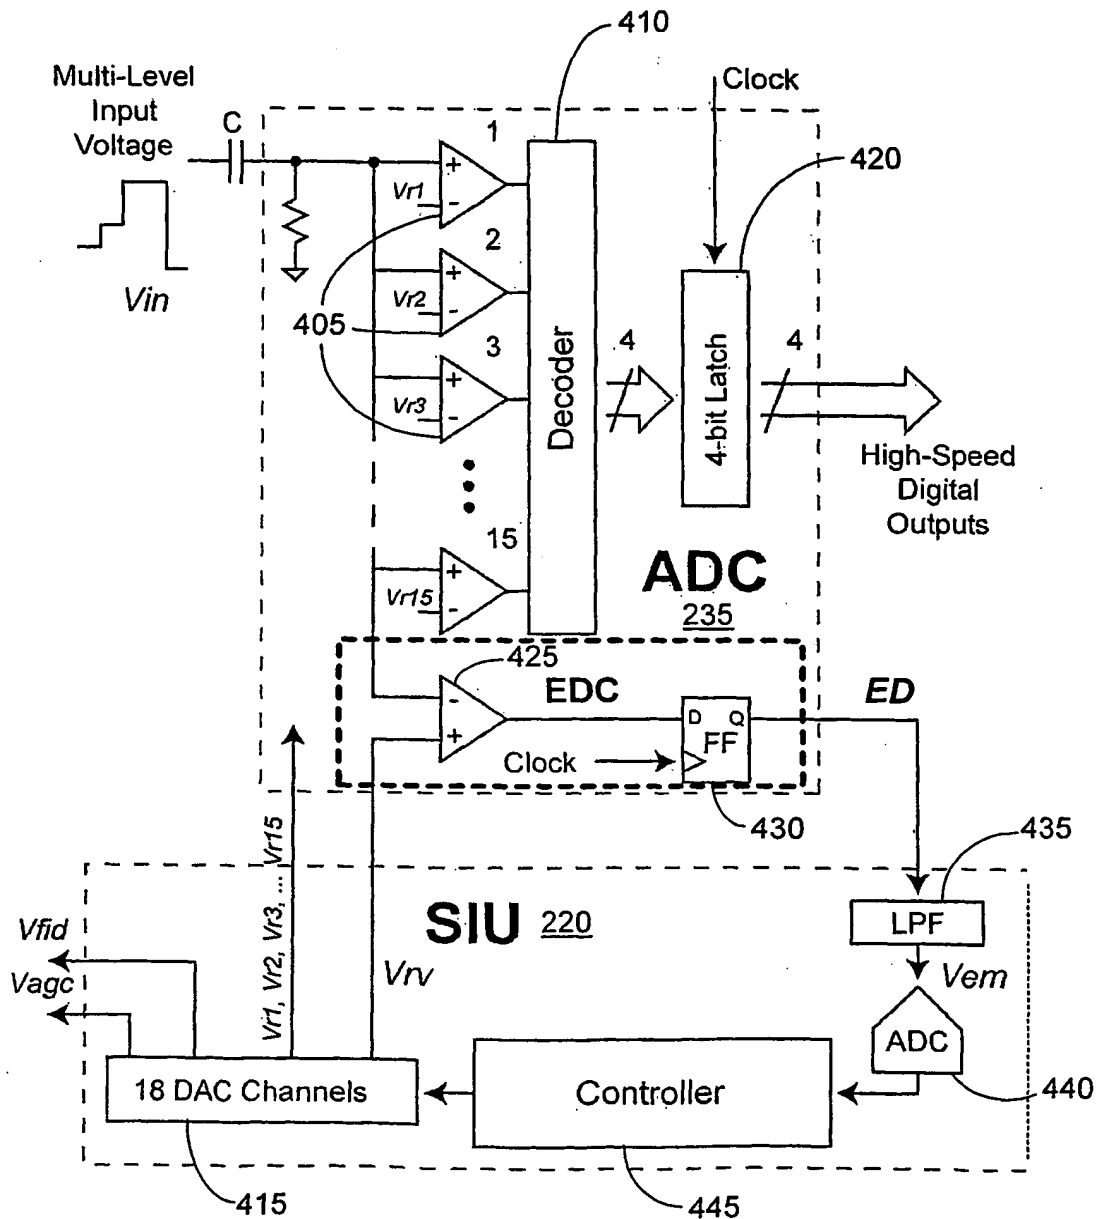 410
Multi-Level
Input
Voltage
C
Clock
1
+
Vr1
-
420
2
+
Vr2
-
Vin
405
3
+
Vr3
-
Decoder
4
4-bit Latch
4
High-Speed
Digital
Outputs
15
+
Vr15
-
ADC
235
425
EDC
ED
-
+
D Q
FF
Clock
430
435
Vr1, Vr2, Vr3, ... Vr15
SIU 220
LPF
Vfid
Vrv
Vem
Vagc
ADC
18 DAC Channels
Controller
440
415
445